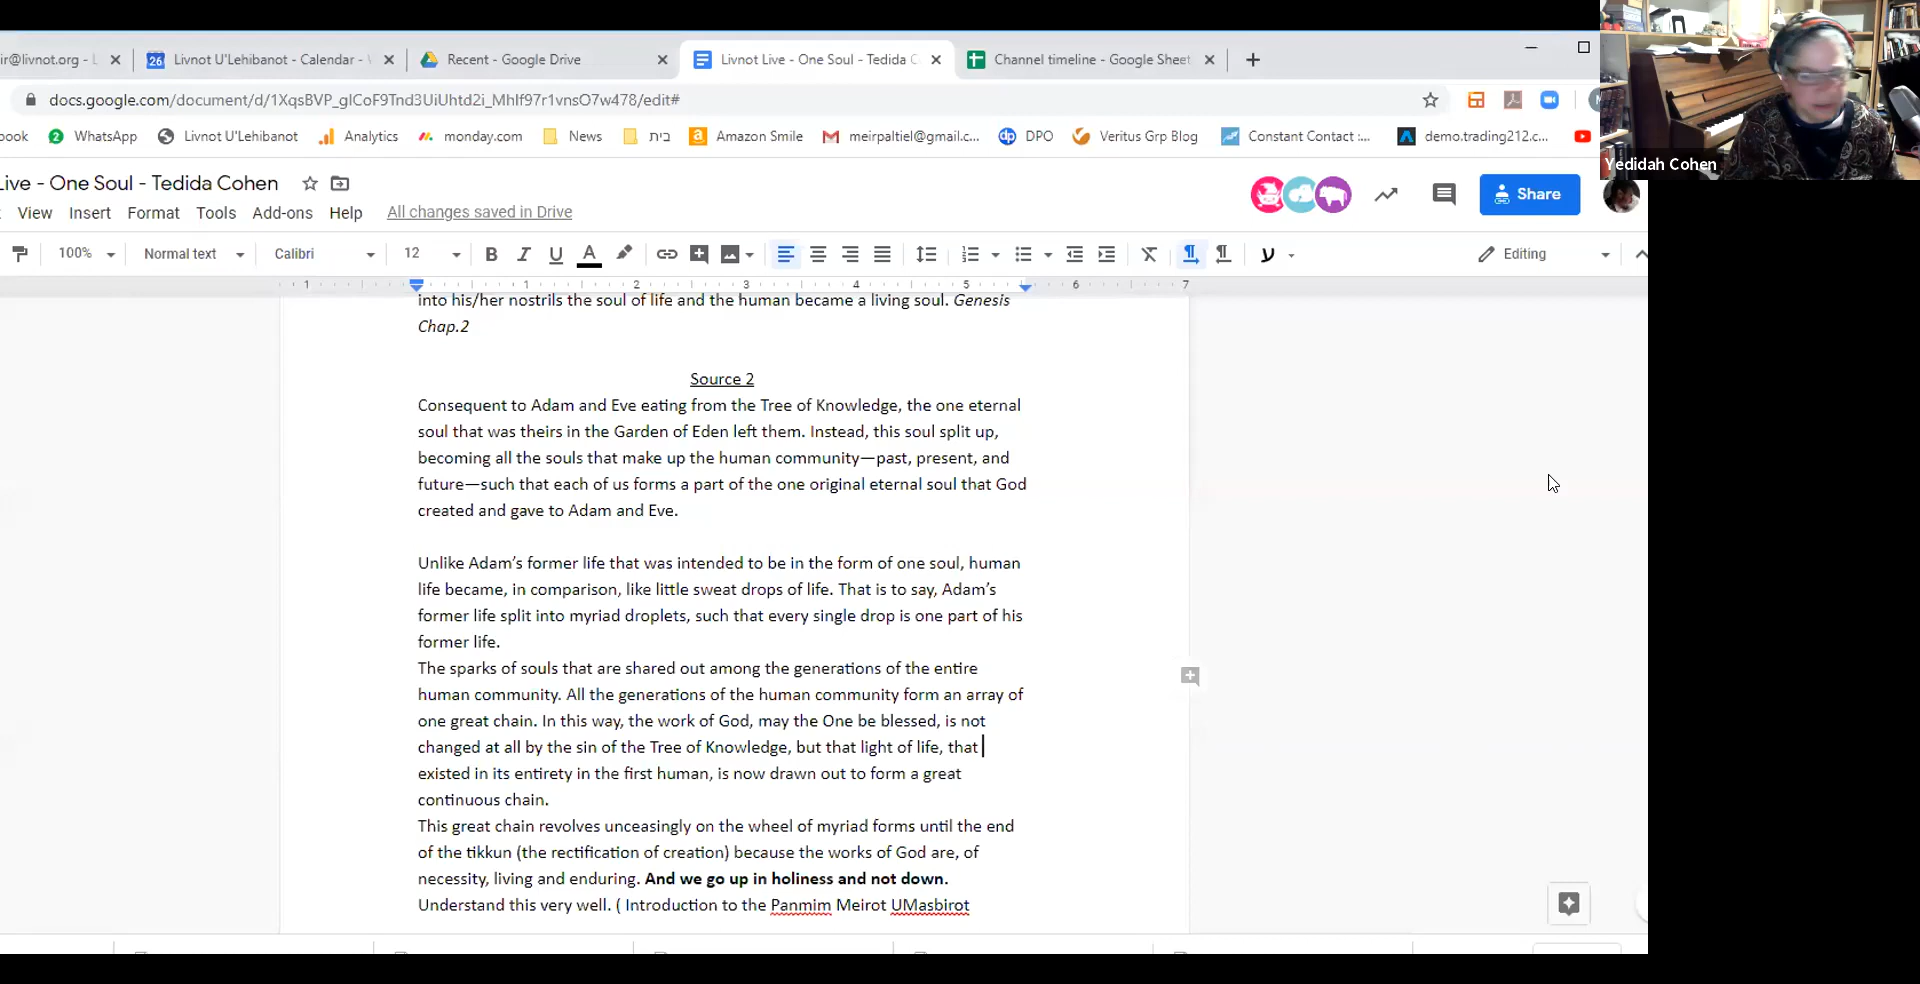 ir@livnot.org - L
Livnot U'Lehibanot - Calendar -
Recent - Google Drive
Livnot Live - One Soul - Tedida C
Channel timeline - Google Sheet
docs.google.com/document/d/1XqsBVP_glCoF9Tnd3UiUhtd2i_MhIf97r1vnsO7w478/edit#
book
WhatsApp
Livnot U'Lehibanot
Analytics
monday.com
News
בית
Amazon Smile
meirpaltiel@gmail.c...
DPO
Veritus Grp Blog
Constant Contact :...
demo.trading212.c...
Yedidah Cohen
Live - One Soul - Tedida Cohen
View Insert Format Tools Add-ons Help All changes saved in Drive
Share
100% Normal text Calibri 12 Editing
1 1 2 3 4 5 6 7
into his/her nostrils the soul of life and the human became a living soul. Genesis
Chap.2
Source 2
Consequent to Adam and Eve eating from the Tree of Knowledge, the one eternal
soul that was theirs in the Garden of Eden left them. Instead, this soul split up,
becoming all the souls that make up the human community—past, present, and
future—such that each of us forms a part of the one original eternal soul that God
created and gave to Adam and Eve.
Unlike Adam’s former life that was intended to be in the form of one soul, human
life became, in comparison, like little sweat drops of life. That is to say, Adam’s
former life split into myriad droplets, such that every single drop is one part of his
former life.
The sparks of souls that are shared out among the generations of the entire
human community. All the generations of the human community form an array of
one great chain. In this way, the work of God, may the One be blessed, is not
changed at all by the sin of the Tree of Knowledge, but that light of life, that
existed in its entirety in the first human, is now drawn out to form a great
continuous chain.
This great chain revolves unceasingly on the wheel of myriad forms until the end
of the tikkun (the rectification of creation) because the works of God are, of
necessity, living and enduring. And we go up in holiness and not down.
Understand this very well. ( Introduction to the Panmim Meirot UMasbirot